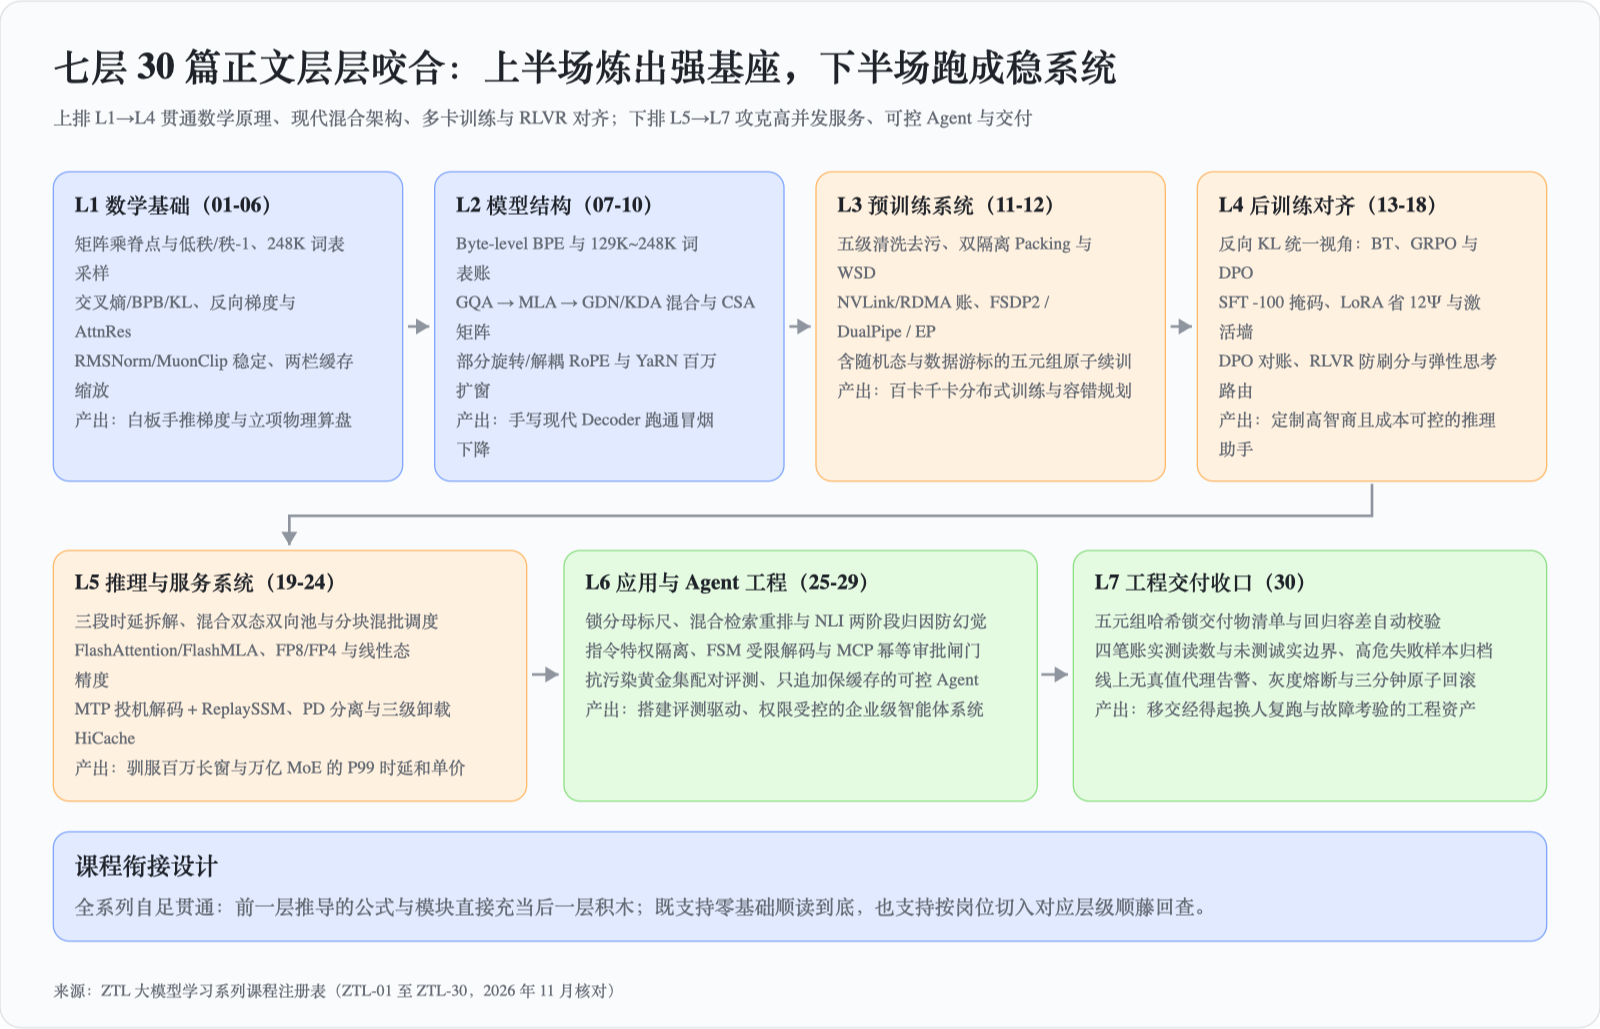 七层 30 篇正文层层咬合：上半场炼出强基座，下半场跑成稳系统
上排 L1→L4 贯通数学原理、现代混合架构、多卡训练与 RLVR 对齐；下排 L5→L7 攻克高并发服务、可控 Agent 与交付
L1 数学基础（01-06）
矩阵乘脊点与低秩/秩-1、248K 词表
采样
交叉熵/BPB/KL、反向梯度与
AttnRes
RMSNorm/MuonClip 稳定、两栏缓存
缩放
产出：白板手推梯度与立项物理算盘
L2 模型结构（07-10）
Byte-level BPE 与 129K~248K 词
表账
GQA → MLA → GDN/KDA 混合与 CSA
矩阵
部分旋转/解耦 RoPE 与 YaRN 百万
扩窗
产出：手写现代 Decoder 跑通冒烟
下降
L3 预训练系统（11-12）
五级清洗去污、双隔离 Packing 与
WSD
NVLink/RDMA 账、FSDP2 /
DualPipe / EP
含随机态与数据游标的五元组原子续训
产出：百卡千卡分布式训练与容错规划
L4 后训练对齐（13-18）
反向 KL 统一视角：BT、GRPO 与
DPO
SFT -100 掩码、LoRA 省 12Ψ 与激
活墙
DPO 对账、RLVR 防刷分与弹性思考
路由
产出：定制高智商且成本可控的推理
助手
L5 推理与服务系统（19-24）
三段时延拆解、混合双态双向池与分块混批调度
FlashAttention/FlashMLA、FP8/FP4 与线性态
精度
MTP 投机解码 + ReplaySSM、PD 分离与三级卸载
HiCache
产出：驯服百万长窗与万亿 MoE 的 P99 时延和单价
L6 应用与 Agent 工程（25-29）
锁分母标尺、混合检索重排与 NLI 两阶段归因防幻觉
指令特权隔离、FSM 受限解码与 MCP 幂等审批闸门
抗污染黄金集配对评测、只追加保缓存的可控 Agent
产出：搭建评测驱动、权限受控的企业级智能体系统
L7 工程交付收口（30）
五元组哈希锁交付物清单与回归容差自动校验
四笔账实测读数与未测诚实边界、高危失败样本归档
线上无真值代理告警、灰度熔断与三分钟原子回滚
产出：移交经得起换人复跑与故障考验的工程资产
课程衔接设计
全系列自足贯通：前一层推导的公式与模块直接充当后一层积木；既支持零基础顺读到底，也支持按岗位切入对应层级顺藤回查。
来源：ZTL 大模型学习系列课程注册表（ZTL-01 至 ZTL-30，2026 年 11 月核对）